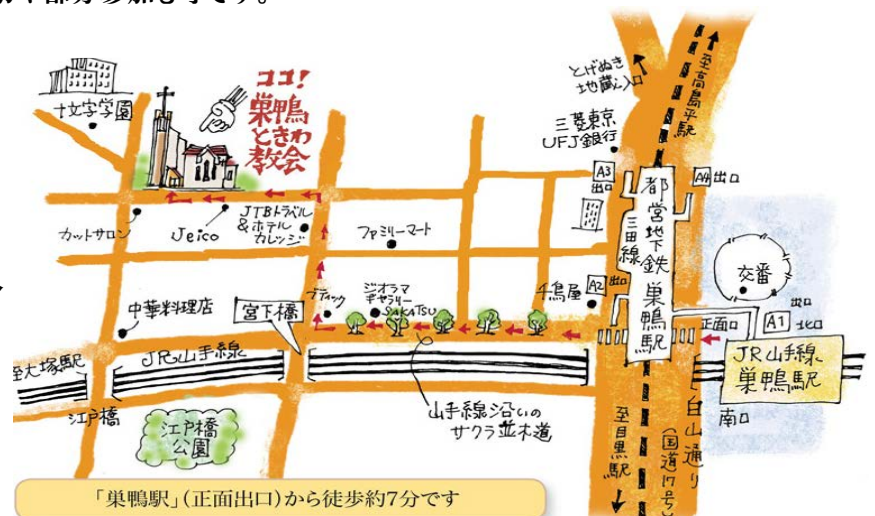 ココ!
巣鴨
ときわ
教会
十文字学園
カットサロン
Jeico
JTBトラベル
&ホテル
カレッジ
ファミリーマート
とげぬき
地蔵入口
三菱東京
UFJ銀行
至高島平駅
A3
出口
A4出口
都営地下鉄
三田線
巣鴨駅
交番
千鳥屋
A2
出口
正面口
A1
出口
北口
JR山手線
巣鴨駅
南口
ブティック
ジオラマ
ギャラリー
SAKATSU
中華料理店
宮下橋
JR山手線
至大塚駅
江戸橋
江戸橋
公園
山手線沿いの
サクラ並木道
至目黒駅
白山通り
(国道17号)
「巣鴨駅」(正面出口)から徒歩約7分です